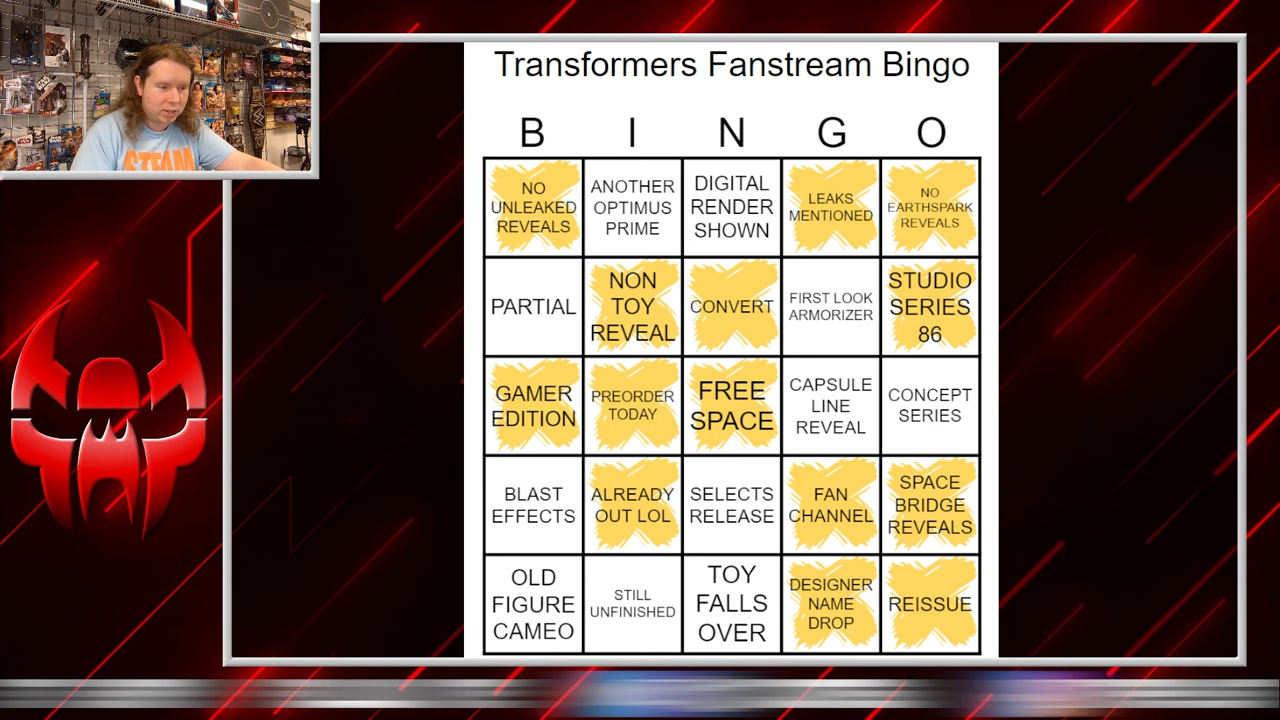 Transformers Fanstream Bingo
B I N G O
NO
UNLEAKED
REVEALS
ANOTHER
OPTIMUS
PRIME
DIGITAL
RENDER
SHOWN
LEAKS
MENTIONED
NO
EARTHSPARK
REVEALS
PARTIAL
NON
TOY
REVEAL
CONVERT
FIRST LOOK
ARMORIZER
STUDIO
SERIES
86
GAMER
EDITION
PREORDER
TODAY
FREE
SPACE
CAPSULE
LINE
REVEAL
CONCEPT
SERIES
BLAST
EFFECTS
ALREADY
OUT LOL
SELECTS
RELEASE
FAN
CHANNEL
SPACE
BRIDGE
REVEALS
OLD
FIGURE
CAMEO
STILL
UNFINISHED
TOY
FALLS
OVER
DESIGNER
NAME
DROP
REISSUE